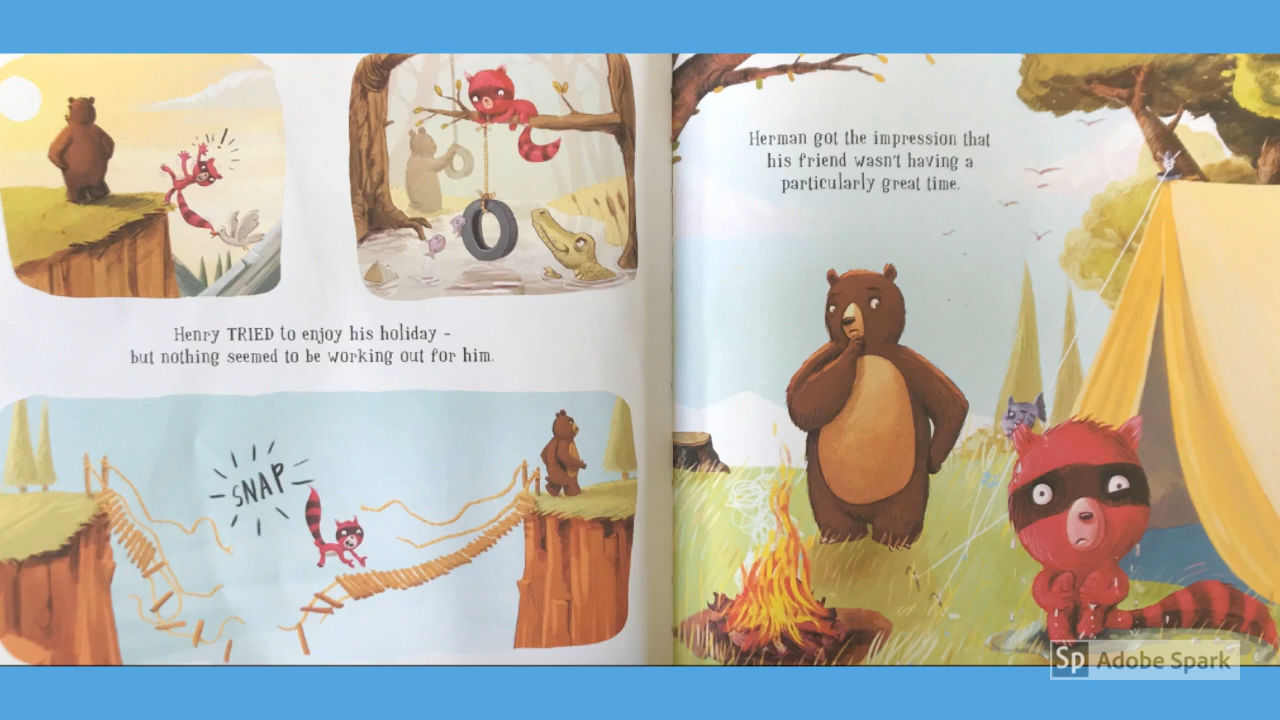 Henry TRIED to enjoy his holiday –
but nothing seemed to be working out for him.
SNAP
Herman got the impression that
his friend wasn't having a
particularly great time.
Sp Adobe Spark